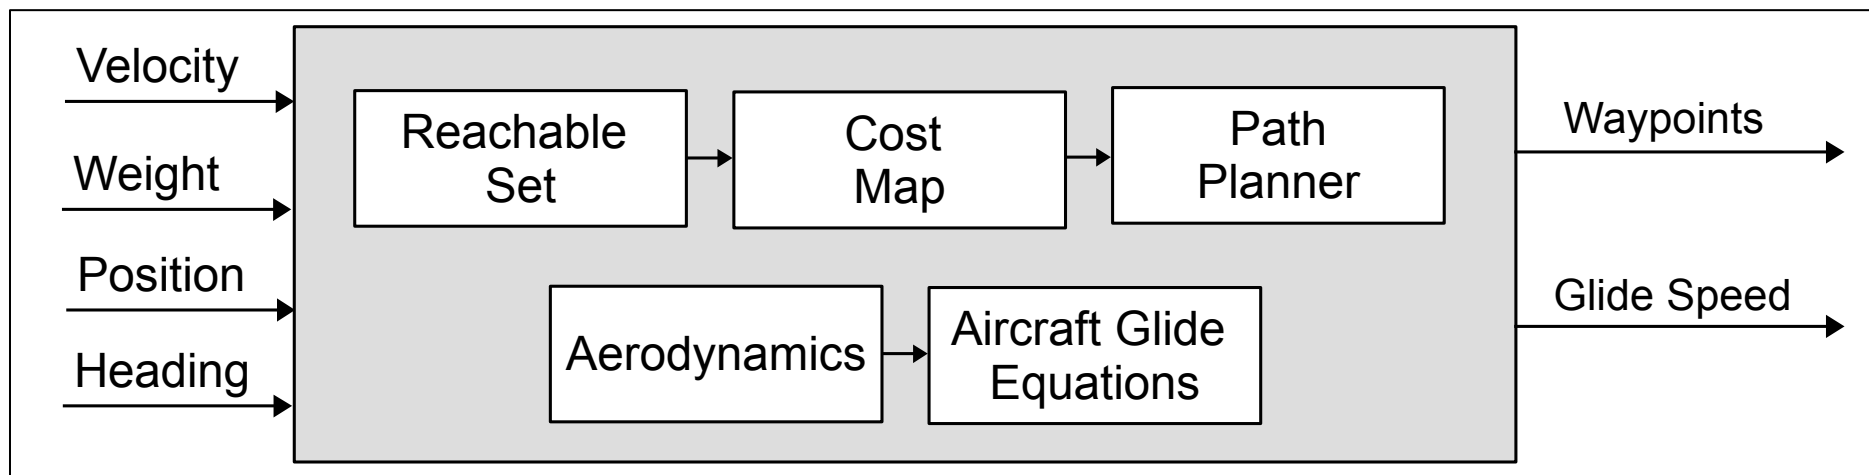 Velocity
Weight
Position
Heading
Reachable
Set
Cost
Map
Path
Planner
Aerodynamics
Aircraft Glide
Equations
Waypoints
Glide Speed